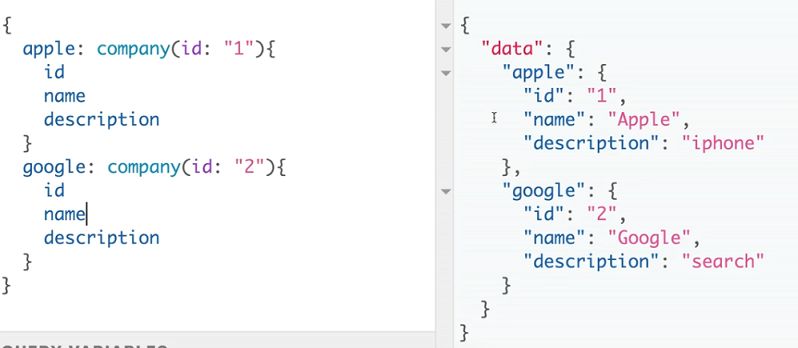 {
  apple: company(id: "1"){
    id
    name
    description
  }
  google: company(id: "2"){
    id
    name
    description
  }
}
QUERY VARIABLES
{
  "data": {
    "apple": {
      "id": "1",
      "name": "Apple",
      "description": "iphone"
    },
    "google": {
      "id": "2",
      "name": "Google",
      "description": "search"
    }
  }
}